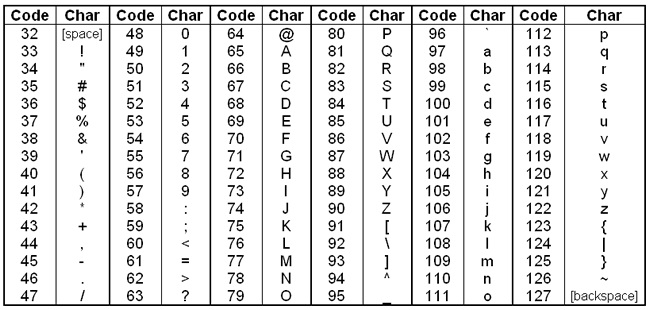 Code Char Code Char Code Char Code Char Code Char Code Char
32 [space] 48 0 64 @ 80 P 96 ` 112 p
33 ! 49 1 65 A 81 Q 97 a 113 q
34 " 50 2 66 B 82 R 98 b 114 r
35 # 51 3 67 C 83 S 99 c 115 s
36 $ 52 4 68 D 84 T 100 d 116 t
37 % 53 5 69 E 85 U 101 e 117 u
38 & 54 6 70 F 86 V 102 f 118 v
39 ' 55 7 71 G 87 W 103 g 119 w
40 ( 56 8 72 H 88 X 104 h 120 x
41 ) 57 9 73 I 89 Y 105 i 121 y
42 * 58 : 74 J 90 Z 106 j 122 z
43 + 59 ; 75 K 91 [ 107 k 123 {
44 , 60 < 76 L 92 \ 108 l 124 |
45 - 61 = 77 M 93 ] 109 m 125 }
46 . 62 > 78 N 94 ^ 110 n 126 ~
47 / 63 ? 79 O 95 _ 111 o 127 [backspace]